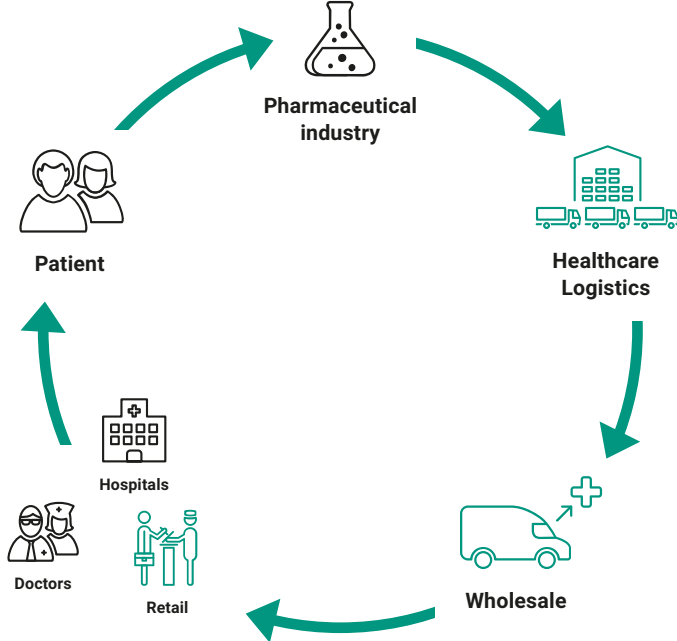 Pharmaceutical
industry
Healthcare
Logistics
Wholesale
Retail
Doctors
Hospitals
Patient